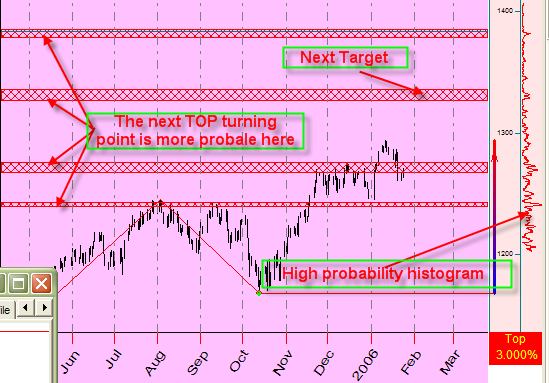 1400
Next Target
The next TOP turning
point is more probale here
1300
1200
High probability histogram
file
Top
3.000%
Jun
Jul
Aug
Sep
Oct
Nov
Dec
2006
Feb
Mar